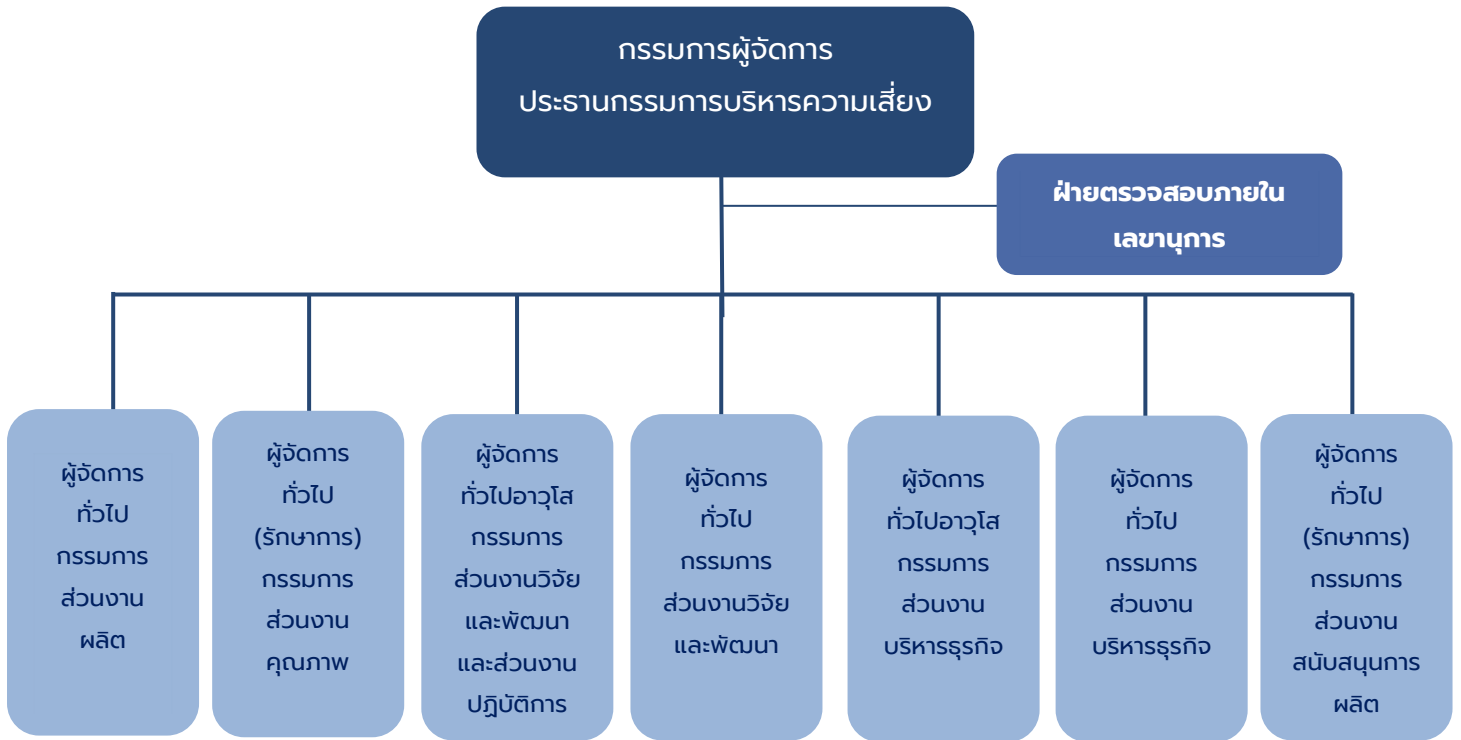 กรรมการผู้จัดการ
ประธานกรรมการบริหารความเสี่ยง
ฝ่ายตรวจสอบภายใน
เลขานุการ
ผู้จัดการ
ทั่วไป
กรรมการ
ส่วนงาน
ผลิต
ผู้จัดการ
ทั่วไป
(รักษาการ)
กรรมการ
ส่วนงาน
คุณภาพ
ผู้จัดการ
ทั่วไปอาวุโส
กรรมการ
ส่วนงานวิจัย
และพัฒนา
และส่วนงาน
ปฏิบัติการ
ผู้จัดการ
ทั่วไป
กรรมการ
ส่วนงานวิจัย
และพัฒนา
ผู้จัดการ
ทั่วไปอาวุโส
กรรมการ
ส่วนงาน
บริหารธุรกิจ
ผู้จัดการ
ทั่วไป
กรรมการ
ส่วนงาน
บริหารธุรกิจ
ผู้จัดการ
ทั่วไป
(รักษาการ)
กรรมการ
ส่วนงาน
สนับสนุนการ
ผลิต